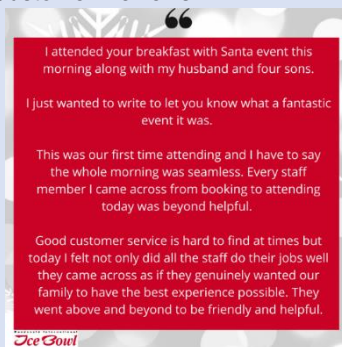 “
I attended your breakfast with Santa event this
morning along with my husband and four sons.
I just wanted to write to let you know what a fantastic
event it was.
This was our first time attending and I have to say
the whole morning was seamless. Every staff
member I came across from booking to attending
today was beyond helpful.
Good customer service is hard to find at times but
today I felt not only did all the staff do their jobs well
they came across as if they genuinely wanted our
family to have the best experience possible. They
went above and beyond to be friendly and helpful.
International
Ice Bowl